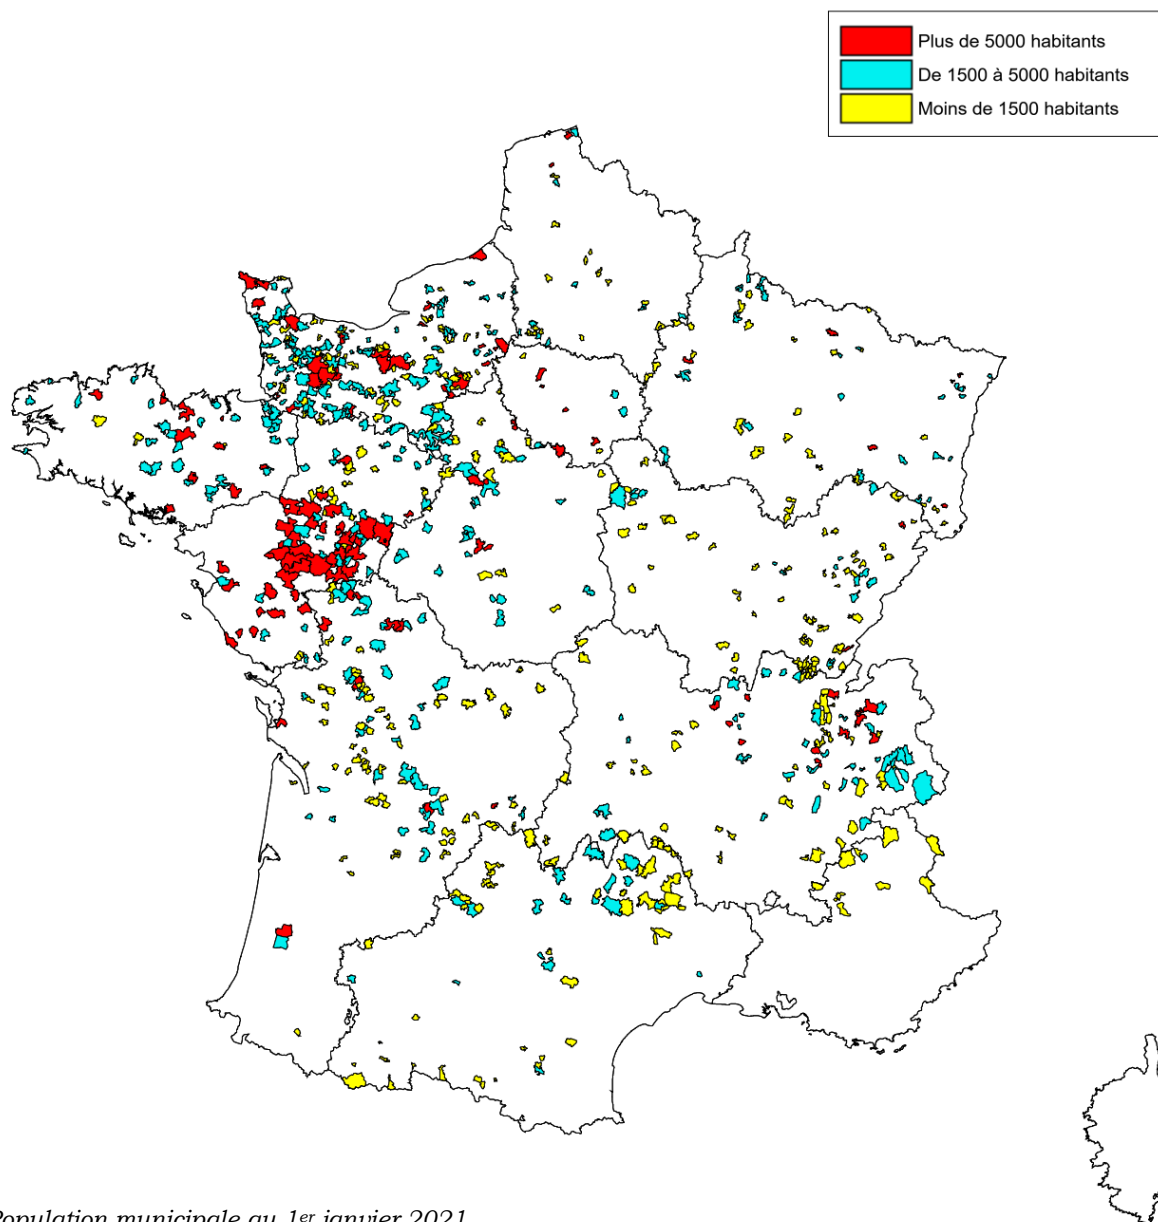 Plus de 5000 habitants
De 1500 à 5000 habitants
Moins de 1500 habitants
Population municipale au 1er janvier 2021